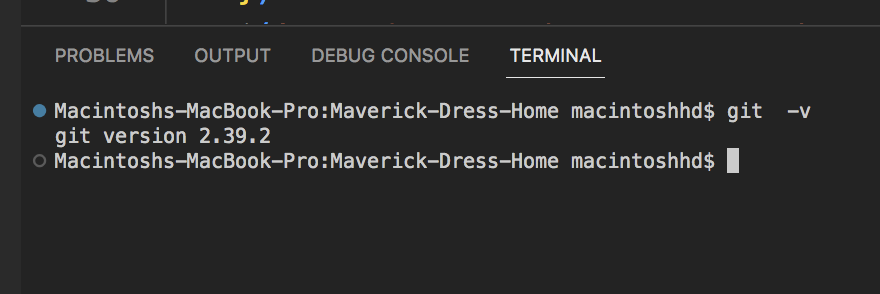 PROBLEMS OUTPUT DEBUG CONSOLE TERMINAL
Macintoshs-MacBook-Pro:Maverick-Dress-Home macintoshhd$ git  -v
git version 2.39.2
Macintoshs-MacBook-Pro:Maverick-Dress-Home macintoshhd$